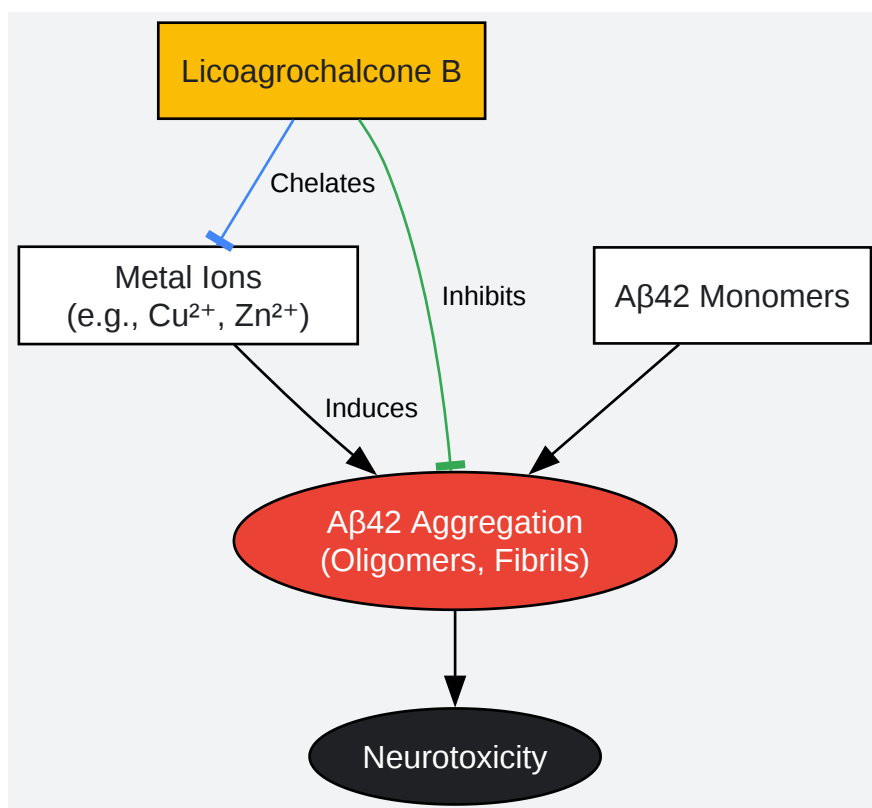 Licoagrochalcone B
Chelates
Metal Ions
(e.g., Cu²⁺, Zn²⁺)
Inhibits
Aβ42 Monomers
Induces
Aβ42 Aggregation
(Oligomers, Fibrils)
Neurotoxicity